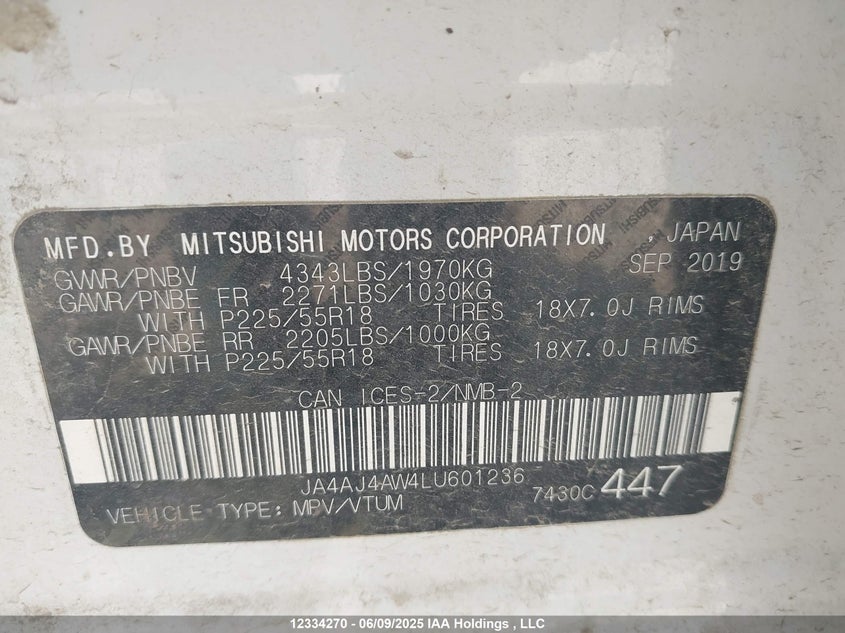 MFD.BY MITSUBISHI MOTORS CORPORATION , JAPAN
GVWR/PNBV 4343LBS/1970KG SEP 2019
GAWR/PNBE FR 2271LBS/1030KG
WITH P225/55R18 TIRES 18X7.0J RIMS
GAWR/PNBE RR 2205LBS/1000KG
WITH P225/55R18 TIRES 18X7.0J RIMS
CAN ICES-2/NMB-2
JA4AJ4AW4LU601236
VEHICLE TYPE: MPV/VTUM 7430C 447
12334270 - 06/09/2025 IAA Holdings , LLC